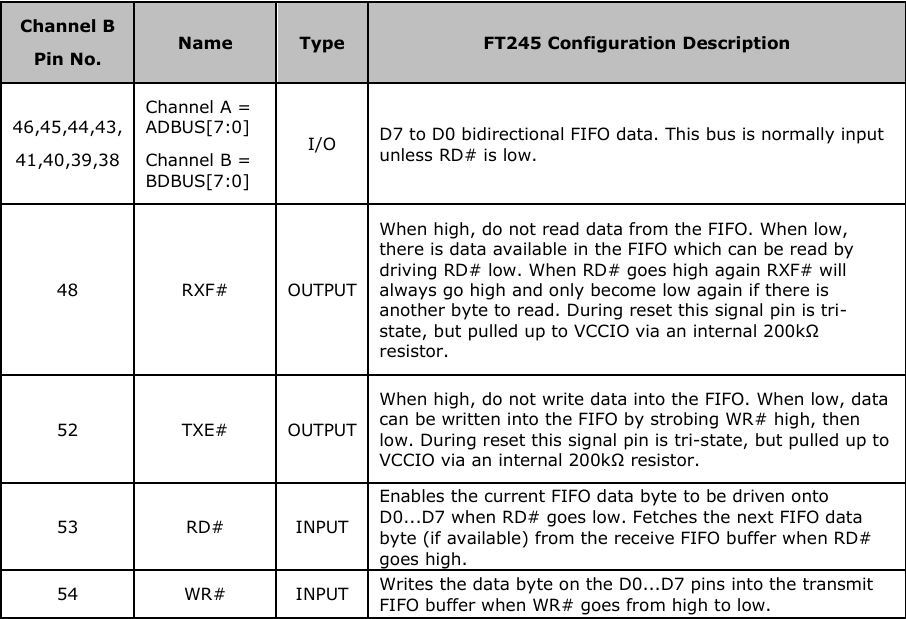 Channel B
Pin No.
Name
Type
FT245 Configuration Description
46,45,44,43,
41,40,39,38
Channel A =
ADBUS[7:0]
Channel B =
BDBUS[7:0]
I/O
D7 to D0 bidirectional FIFO data. This bus is normally input
unless RD# is low.
48
RXF#
OUTPUT
When high, do not read data from the FIFO. When low,
there is data available in the FIFO which can be read by
driving RD# low. When RD# goes high again RXF# will
always go high and only become low again if there is
another byte to read. During reset this signal pin is tri-
state, but pulled up to VCCIO via an internal 200kΩ
resistor.
52
TXE#
OUTPUT
When high, do not write data into the FIFO. When low, data
can be written into the FIFO by strobing WR# high, then
low. During reset this signal pin is tri-state, but pulled up to
VCCIO via an internal 200kΩ resistor.
53
RD#
INPUT
Enables the current FIFO data byte to be driven onto
D0...D7 when RD# goes low. Fetches the next FIFO data
byte (if available) from the receive FIFO buffer when RD#
goes high.
54
WR#
INPUT
Writes the data byte on the D0...D7 pins into the transmit
FIFO buffer when WR# goes from high to low.